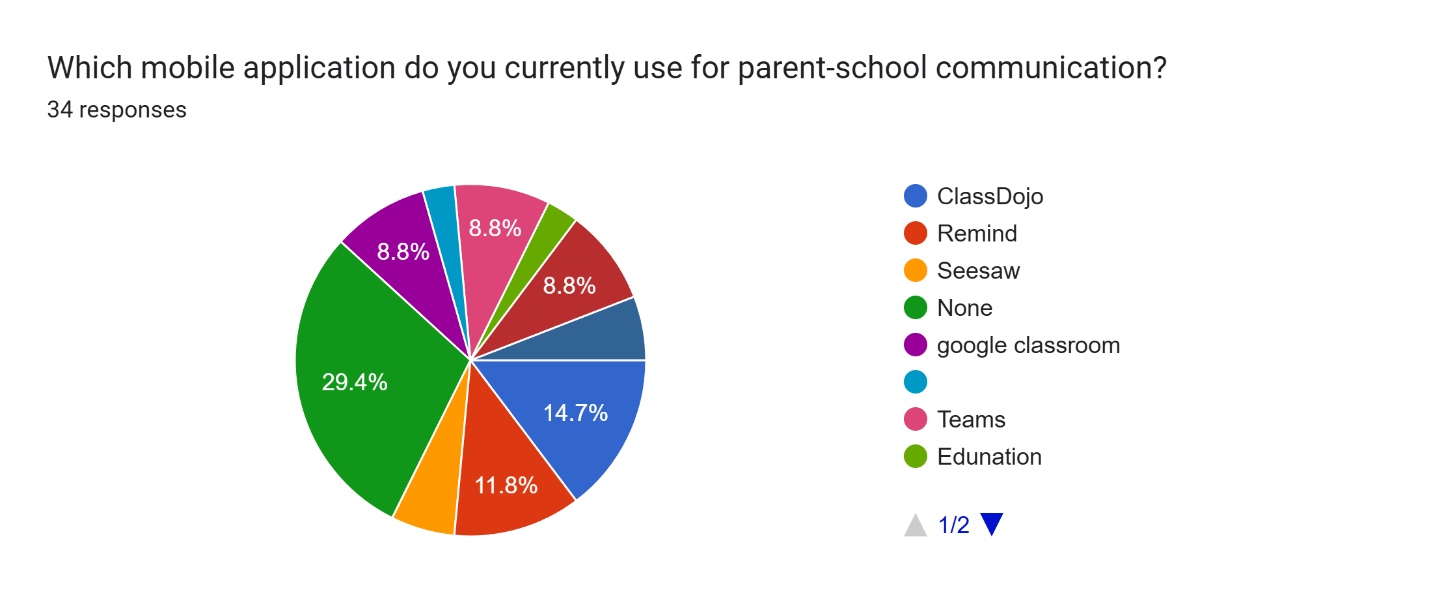 Which mobile application do you currently use for parent-school communication?
34 responses
8.8%
8.8%
8.8%
29.4%
14.7%
11.8%
ClassDojo
Remind
Seesaw
None
google classroom
Teams
Edunation
1/2